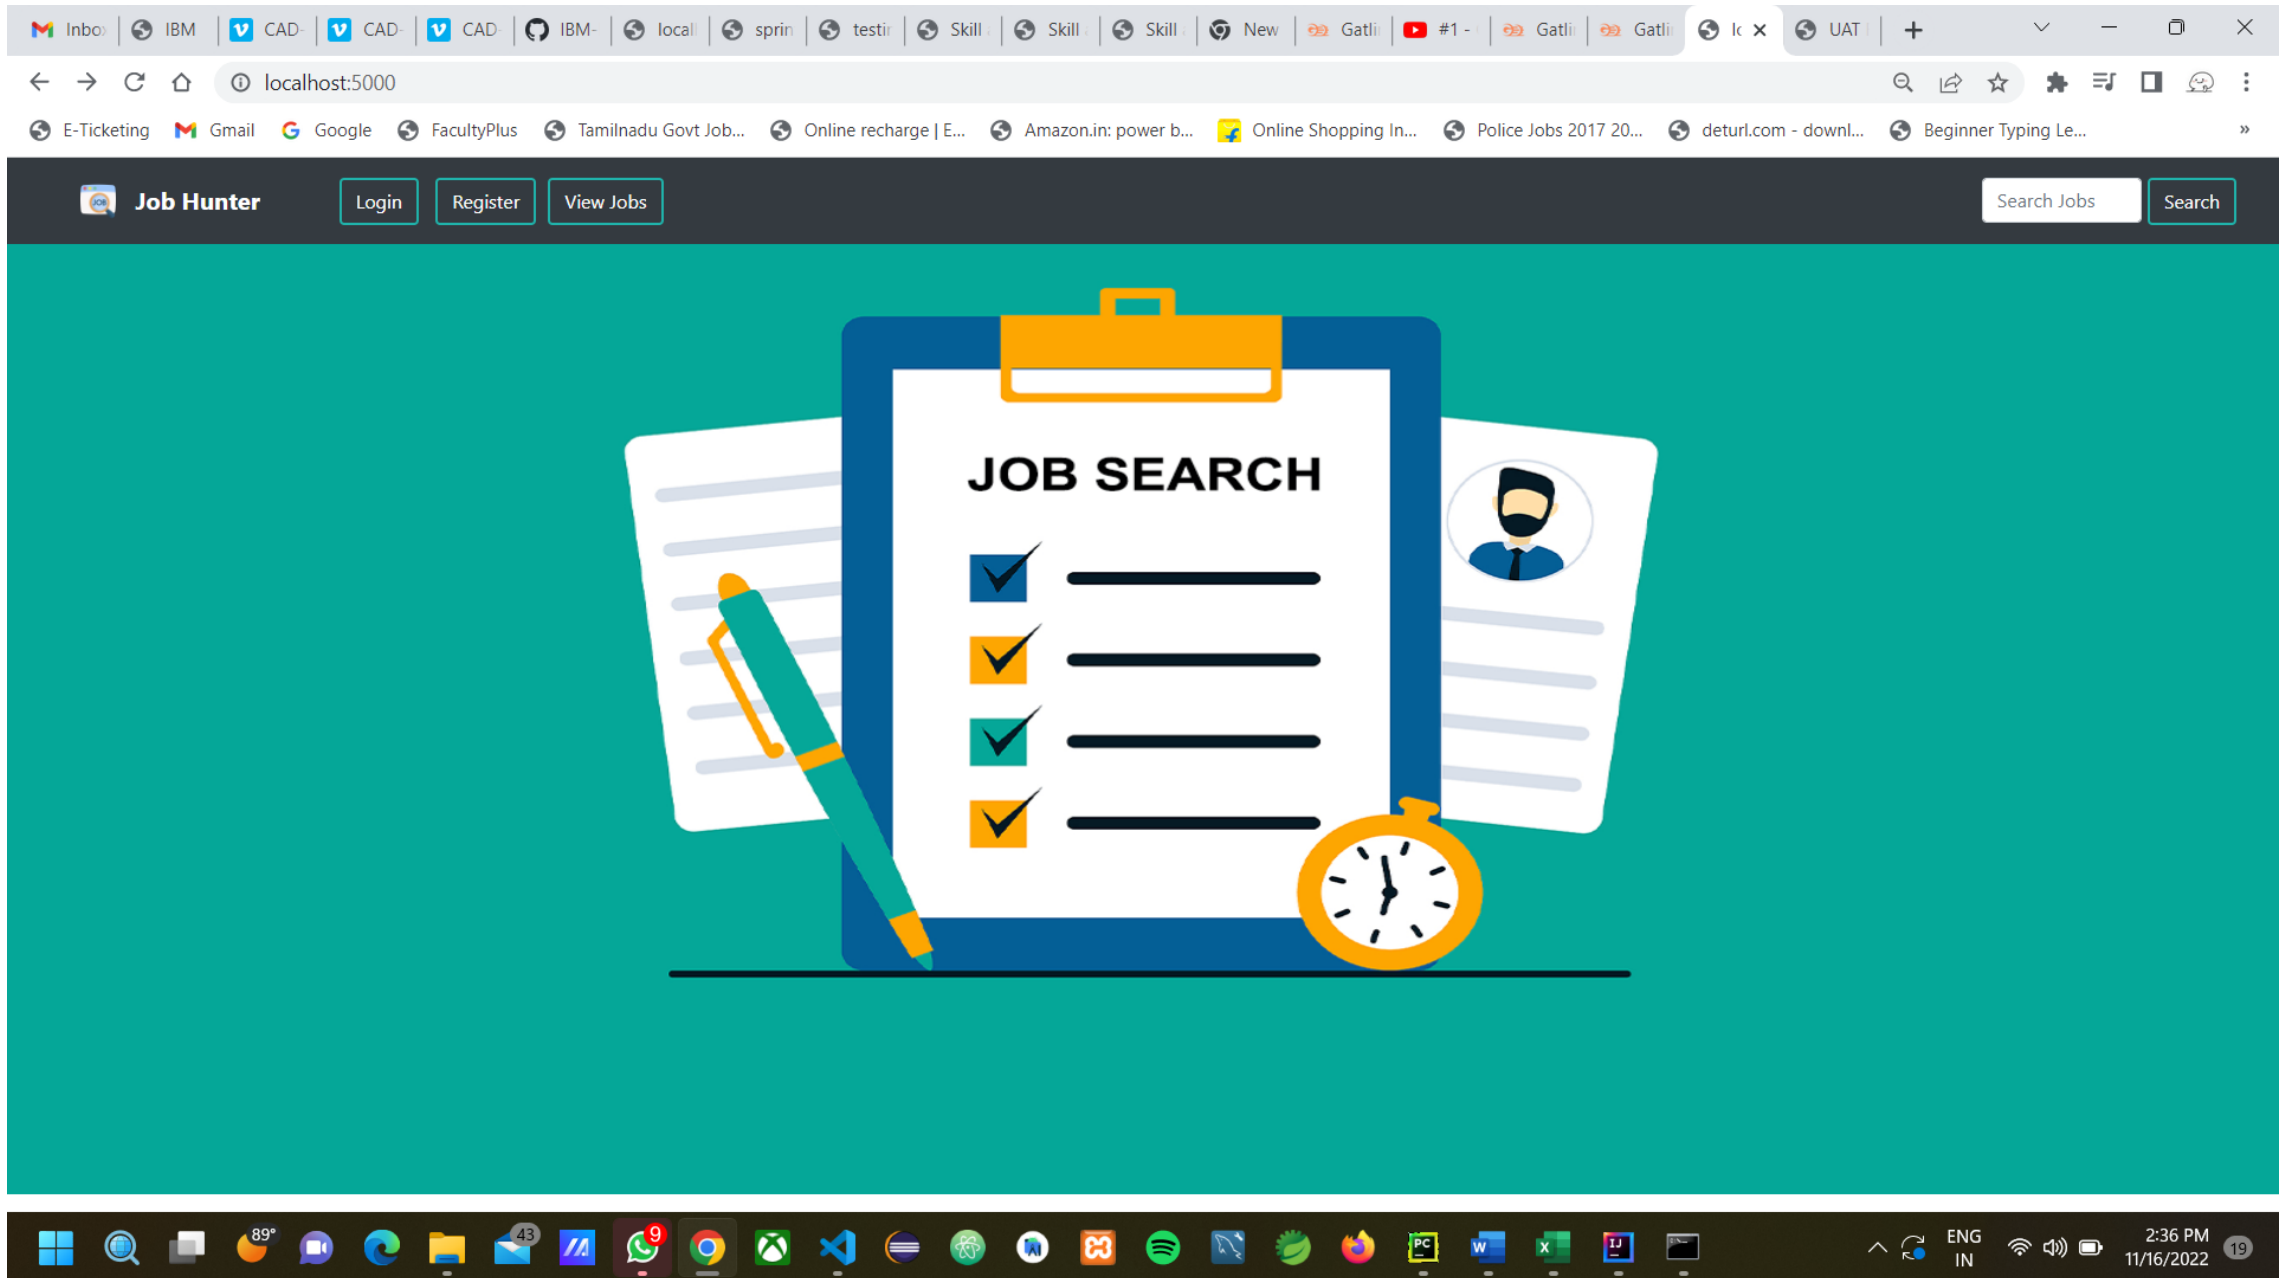 Inbo IBM CAD- CAD- CAD- IBM- local sprin testin Skill Skill Skill New Gatli #1 - Gatli Gatli lo UAT
localhost:5000
E-Ticketing Gmail Google FacultyPlus Tamilnadu Govt Job... Online recharge | E... Amazon.in: power b... Online Shopping In... Police Jobs 2017 20... deturl.com - downl... Beginner Typing Le... »
Job Hunter Login Register View Jobs Search Jobs Search
JOB SEARCH
89° 43 9 ENG 2:36 PM
IN 11/16/2022 19